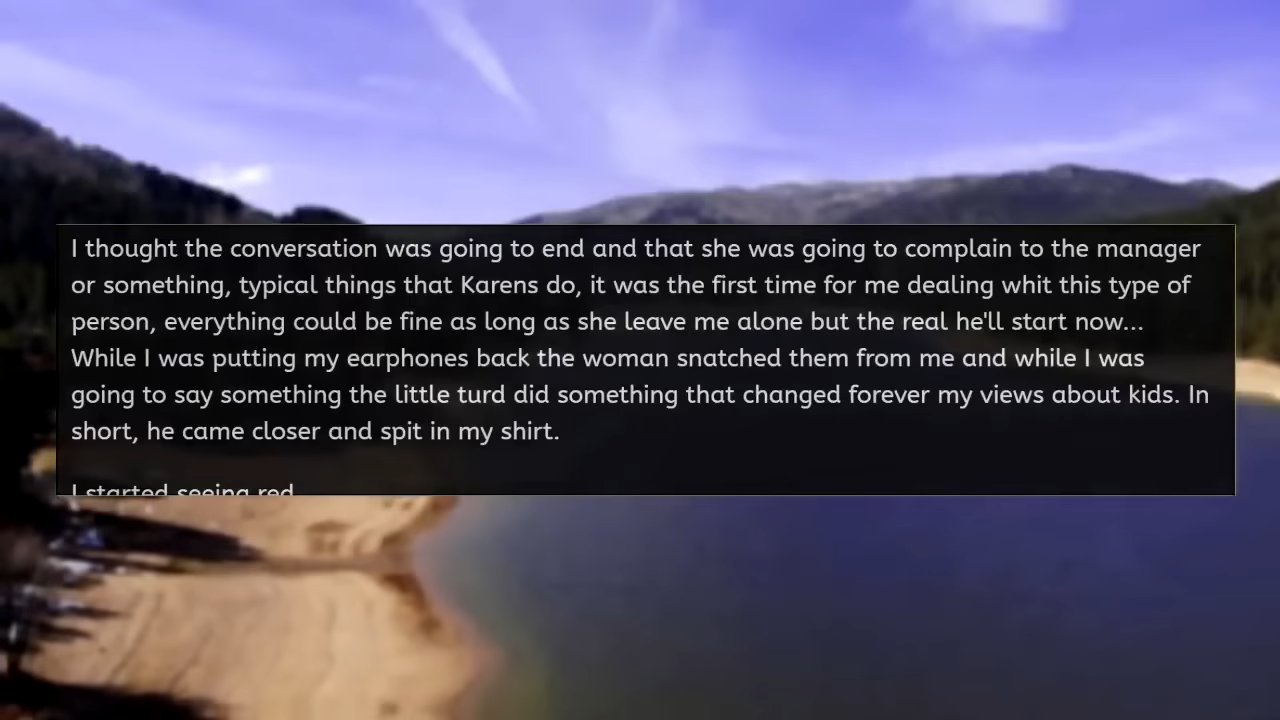 I thought the conversation was going to end and that she was going to complain to the manager
or something, typical things that Karens do, it was the first time for me dealing whit this type of
person, everything could be fine as long as she leave me alone but the real he'll start now...
While I was putting my earphones back the woman snatched them from me and while I was
going to say something the little turd did something that changed forever my views about kids. In
short, he came closer and spit in my shirt.
I started seeing red